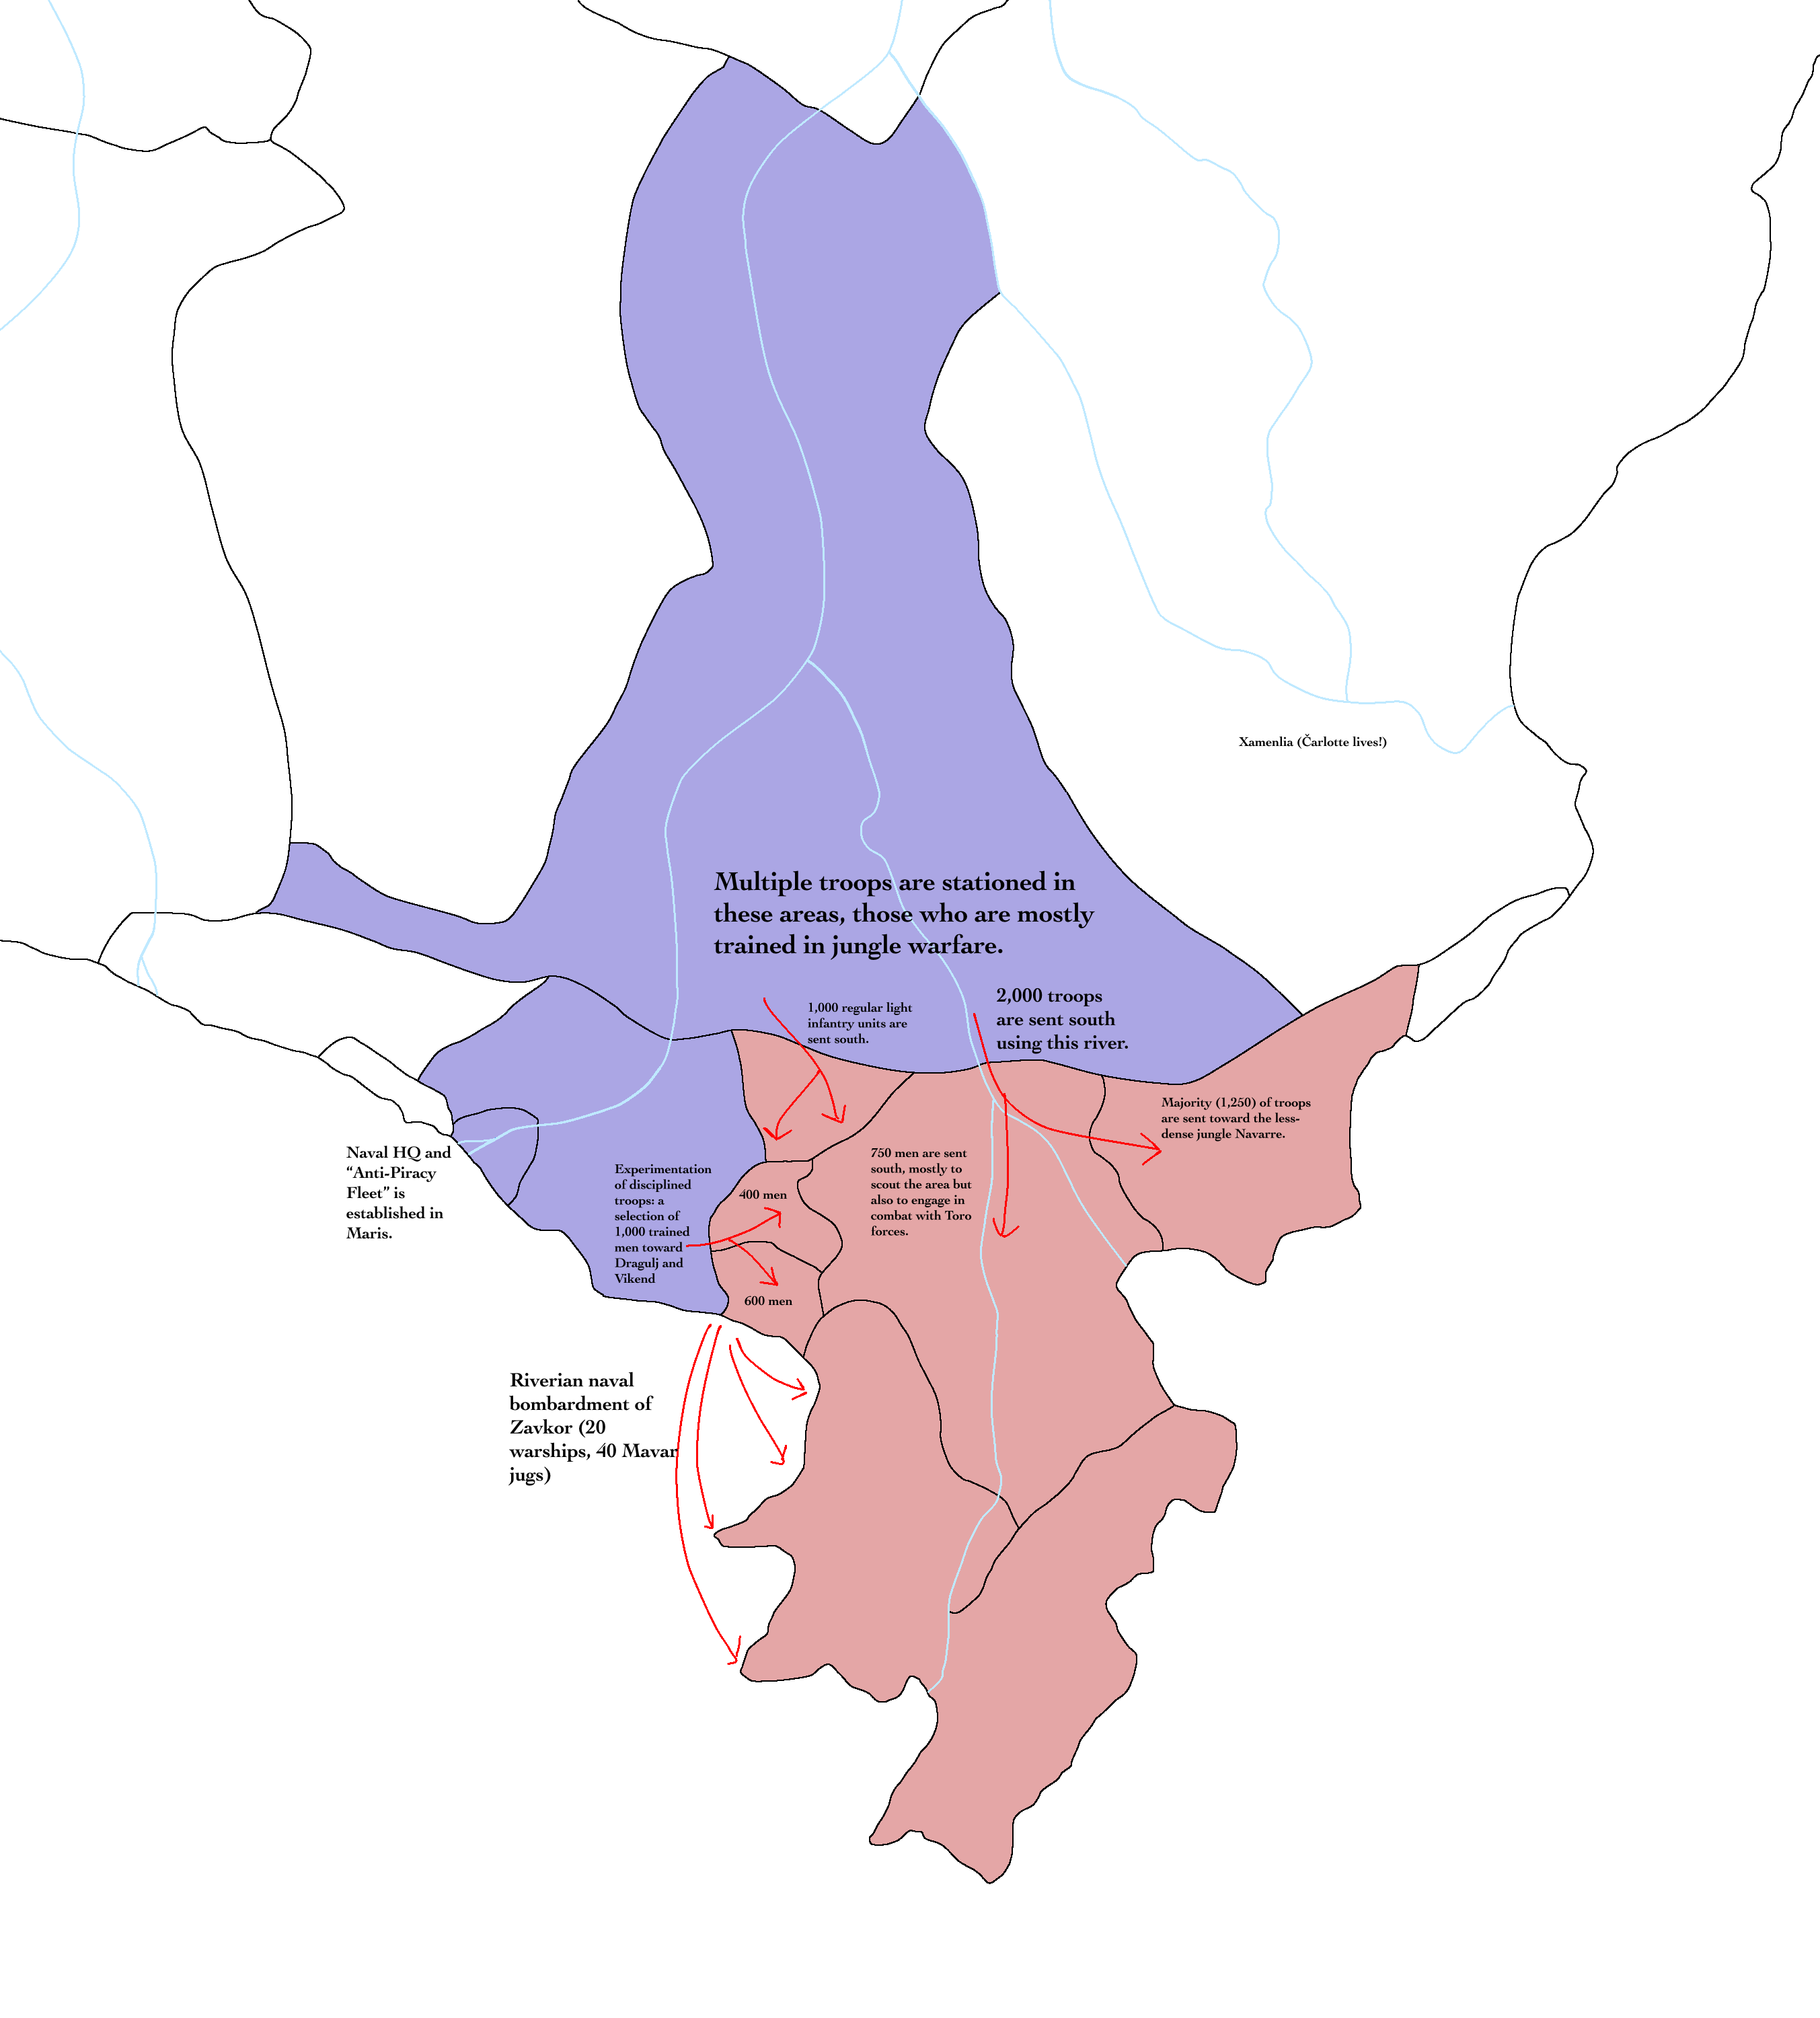 Xamenlia (Čarlotte lives!)
Multiple troops are stationed in
these areas, those who are mostly
trained in jungle warfare.
1,000 regular light
infantry units are
sent south.
2,000 troops
are sent south
using this river.
Majority (1,250) of troops
are sent toward the less-
dense jungle Navarre.
Naval HQ and
“Anti-Piracy
Fleet” is
established in
Maris.
Experimentation
of disciplined
troops: a
selection of
1,000 trained
men toward
Dragulj and
Vikend
400 men
600 men
750 men are sent
south, mostly to
scout the area but
also to engage in
combat with Toro
forces.
Riverian naval
bombardment of
Zavkor (20
warships, 40 Mavar
jugs)